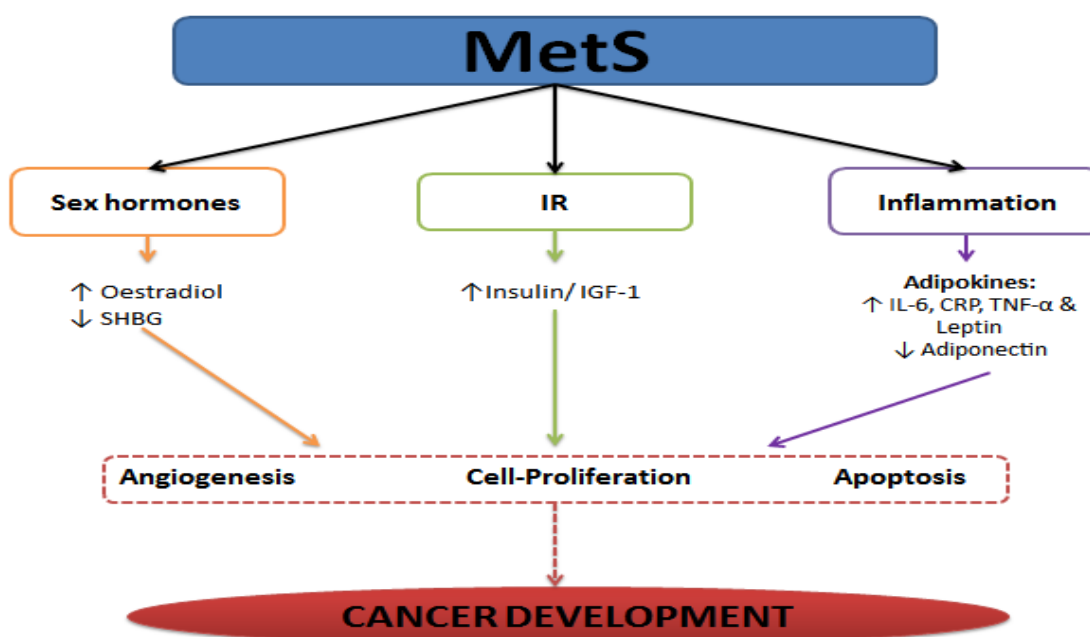 MetS
Sex hormones
IR
Inflammation
↑ Oestradiol
↓ SHBG
↑Insulin/ IGF-1
Adipokines:
↑ IL-6, CRP, TNF-α &
Leptin
↓ Adiponectin
Angiogenesis
Cell-Proliferation
Apoptosis
CANCER DEVELOPMENT